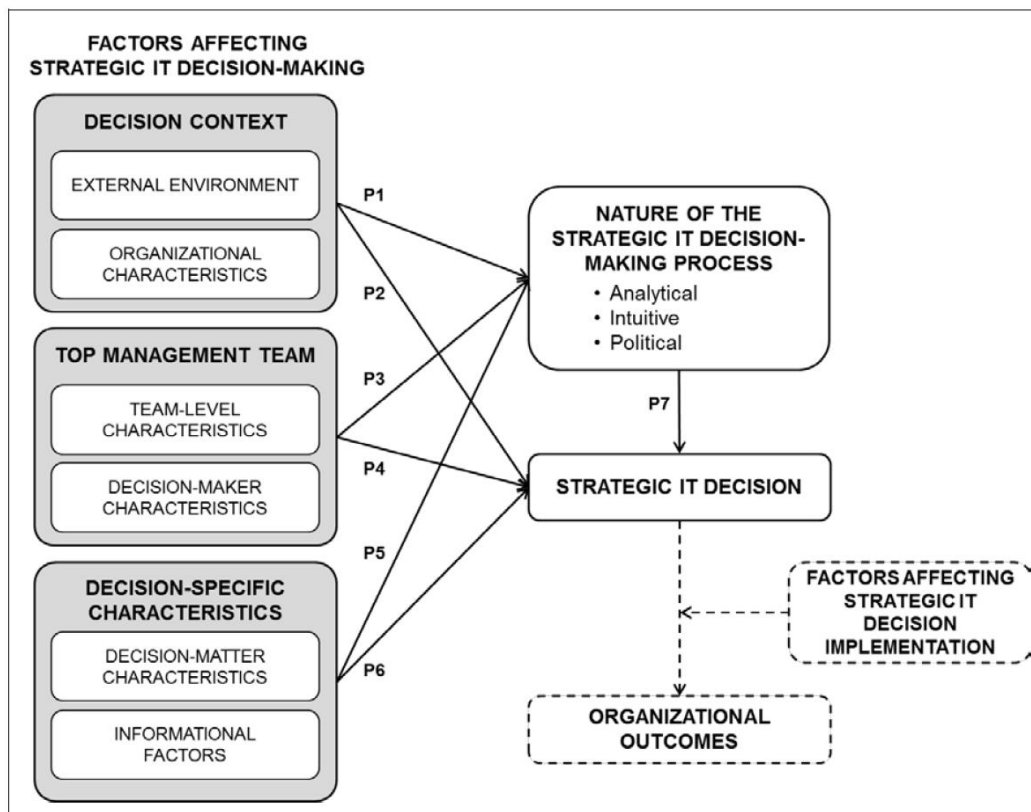 FACTORS AFFECTING
STRATEGIC IT DECISION-MAKING
DECISION CONTEXT
EXTERNAL ENVIRONMENT
ORGANIZATIONAL
CHARACTERISTICS
TOP MANAGEMENT TEAM
TEAM-LEVEL
CHARACTERISTICS
DECISION-MAKER
CHARACTERISTICS
DECISION-SPECIFIC
CHARACTERISTICS
DECISION-MATTER
CHARACTERISTICS
INFORMATIONAL
FACTORS
P1
P2
P3
P4
P5
P6
NATURE OF THE
STRATEGIC IT DECISION-
MAKING PROCESS
• Analytical
• Intuitive
• Political
P7
STRATEGIC IT DECISION
FACTORS AFFECTING
STRATEGIC IT
DECISION
IMPLEMENTATION
ORGANIZATIONAL
OUTCOMES